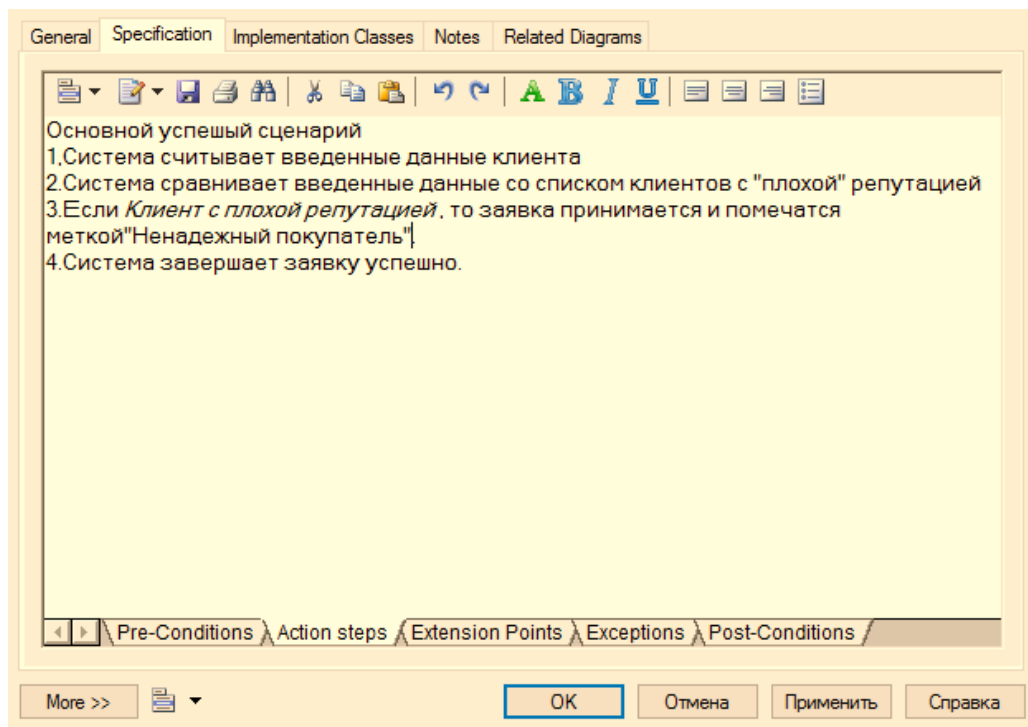 General Specification Implementation Classes Notes Related Diagrams
A B I U
Основной успешый сценарий
1,Система считывает введенные данные клиента
2.Система сравнивает введенные данные со списком клиентов с "плохой" репутацией
3.Если Клиент с плохой репутацией, то заявка принимается и помечатся
меткой"Ненадежный покупатель".
4.Система завершает заявку успешно.
Pre-Conditions Action steps Extension Points Exceptions Post-Conditions
More >> OK Отмена Применить Справка